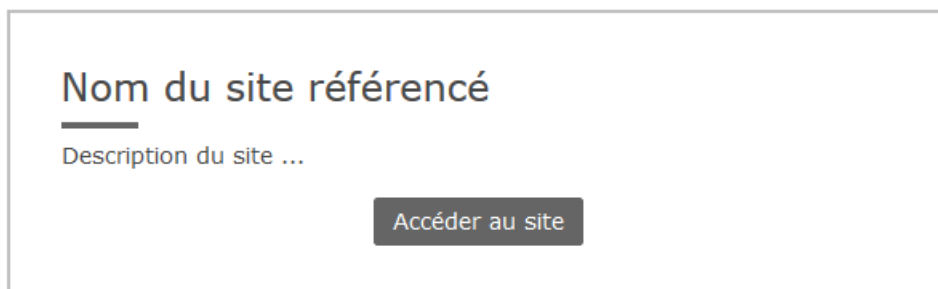 Nom du site référencé
Description du site ...
Accéder au site